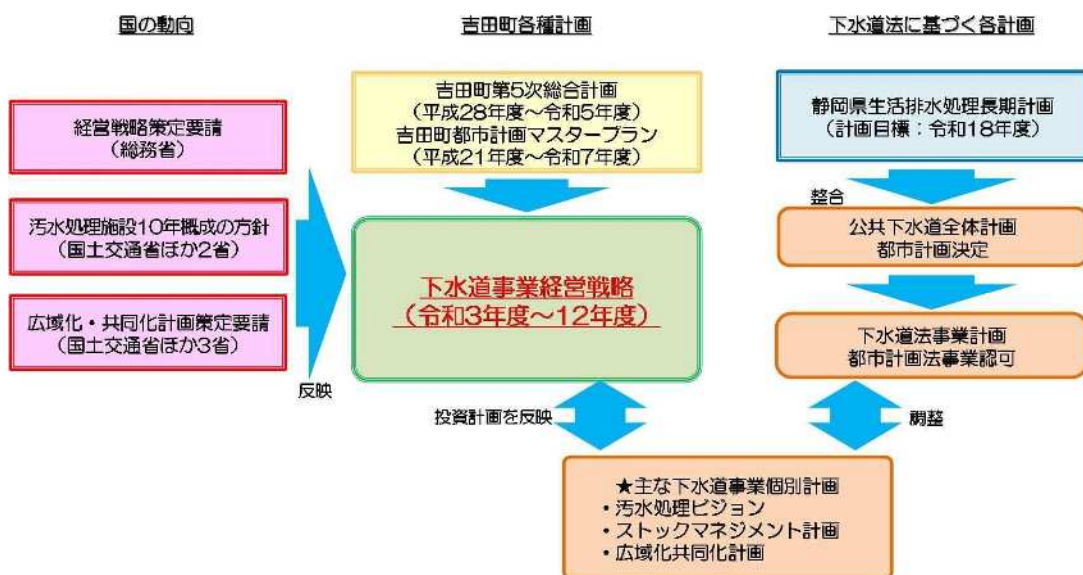 国の動向
経営戦略策定要請
(総務省)
汚水処理施設10年概成の方針
(国土交通省ほか2省)
広域化・共同化計画策定要請
(国土交通省ほか3省)
反映
吉田町各種計画
吉田町第5次総合計画
(平成28年度~令和5年度)
吉田町都市計画マスタープラン
(平成21年度~令和7年度)
下水道事業経営戦略
(令和3年度~12年度)
投資計画を反映
下水道法に基づく各計画
静岡県生活排水処理長期計画
(計画目標:令和18年度)
整合
公共下水道全体計画
都市計画決定
下水道法事業計画
都市計画法事業認可
調整
★主な下水道事業個別計画
・汚水処理ビジョン
・ストックマネジメント計画
・広域化共同化計画